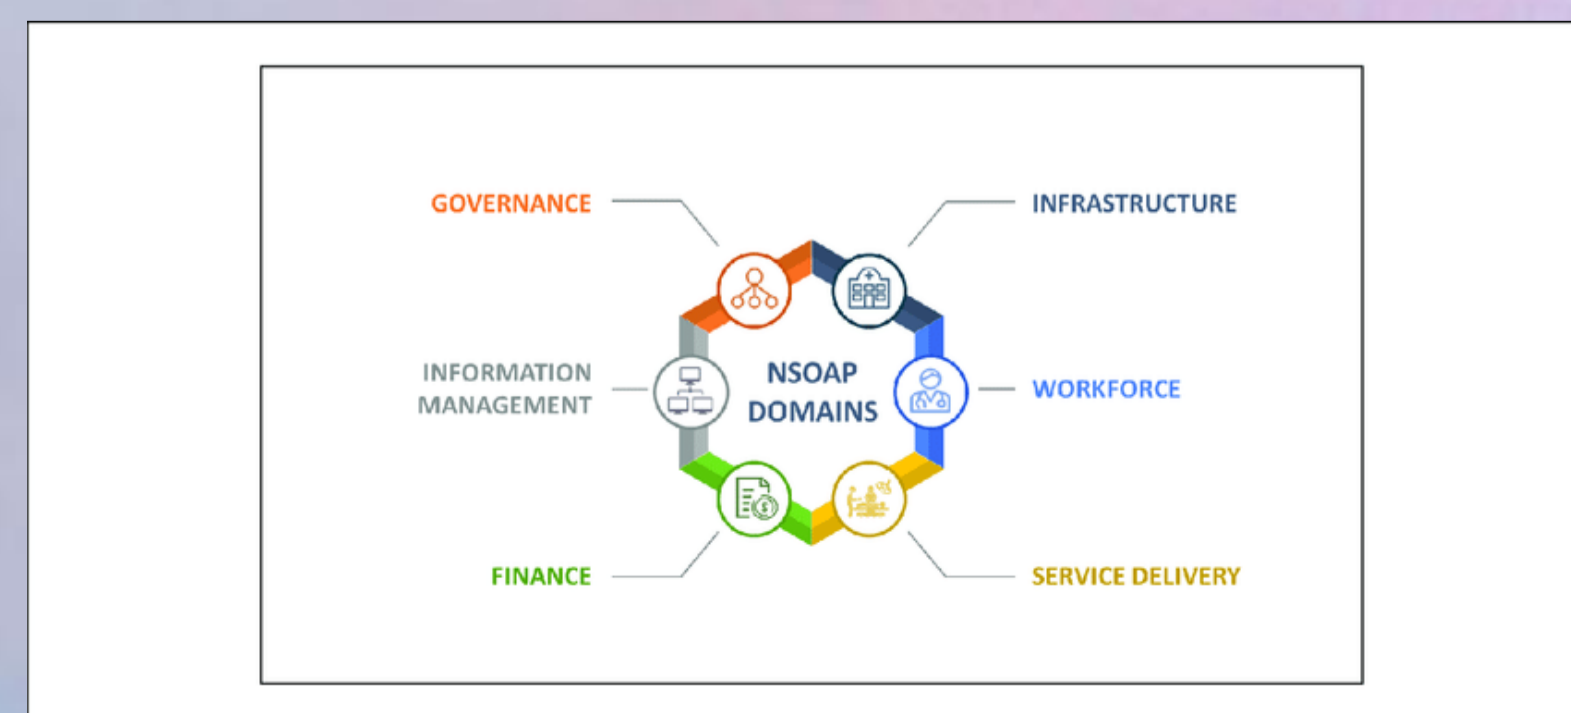 GOVERNANCE
INFRASTRUCTURE
INFORMATION
MANAGEMENT
NSOAP
DOMAINS
WORKFORCE
FINANCE
SERVICE DELIVERY